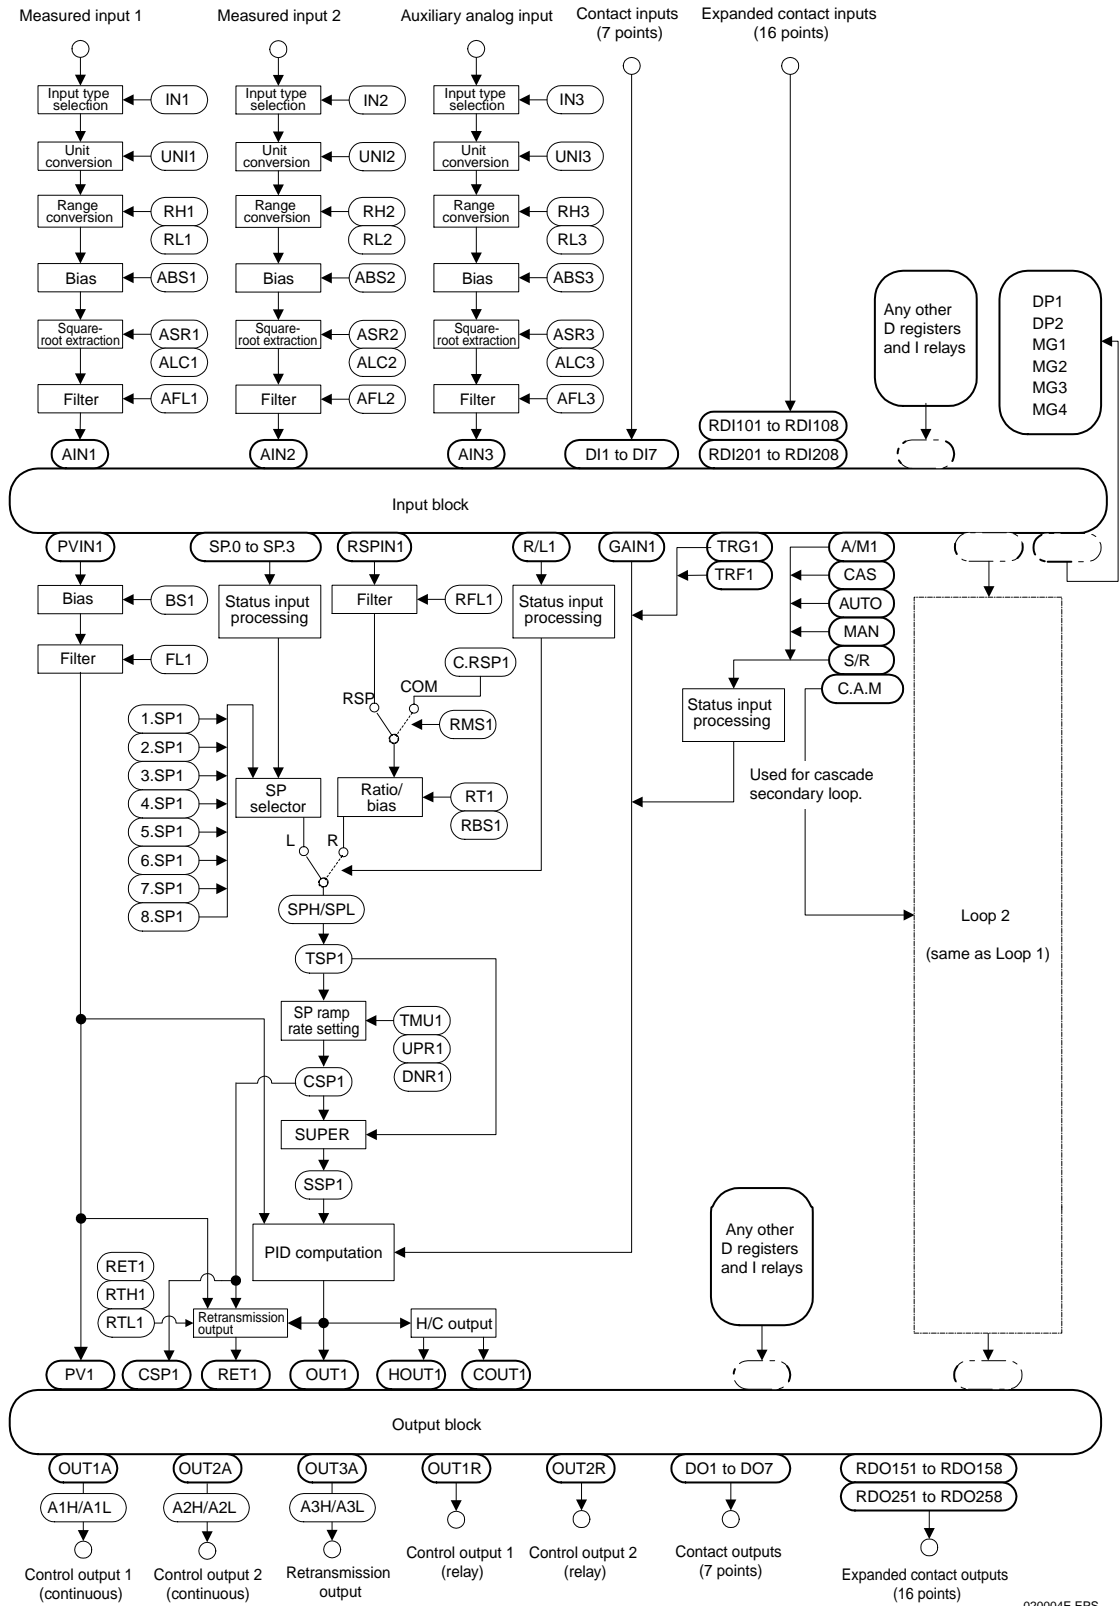 Measured input 1
Measured input 2
Auxiliary analog input
Contact inputs
(7 points)
Expanded contact inputs
(16 points)
Input type
selection
IN1
Input type
selection
IN2
Input type
selection
IN3
Unit
conversion
UNI1
Unit
conversion
UNI2
Unit
conversion
UNI3
Range
conversion
RH1
RL1
Range
conversion
RH2
RL2
Range
conversion
RH3
RL3
Bias
ABS1
Bias
ABS2
Bias
ABS3
Square-
root extraction
ASR1
ALC1
Square-
root extraction
ASR2
ALC2
Square-
root extraction
ASR3
ALC3
Filter
AFL1
Filter
AFL2
Filter
AFL3
Any other
D registers
and I relays
DP1
DP2
MG1
MG2
MG3
MG4
AIN1
AIN2
AIN3
DI1 to DI7
RDI101 to RDI108
RDI201 to RDI208
Input block
PVIN1
SP.0 to SP.3
RSPIN1
R/L1
GAIN1
TRG1
TRF1
A/M1
CAS
AUTO
MAN
S/R
C.A.M
Bias
BS1
Status input
processing
Filter
RFL1
Status input
processing
Filter
FL1
C.RSP1
RSP
COM
RMS1
Status input
processing
1.SP1
2.SP1
3.SP1
4.SP1
5.SP1
6.SP1
7.SP1
8.SP1
SP
selector
Ratio/
bias
RT1
RBS1
Used for cascade
secondary loop.
L
R
SPH/SPL
Loop 2
(same as Loop 1)
TSP1
SP ramp
rate setting
TMU1
UPR1
DNR1
CSP1
SUPER
SSP1
PID computation
Any other
D registers
and I relays
RET1
RTH1
RTL1
Retransmission
output
H/C output
PV1
CSP1
RET1
OUT1
HOUT1
COUT1
Output block
OUT1A
OUT2A
OUT3A
OUT1R
OUT2R
DO1 to DO7
RDO151 to RDO158
RDO251 to RDO258
A1H/A1L
A2H/A2L
A3H/A3L
Control output 1
(continuous)
Control output 2
(continuous)
Retransmission
output
Control output 1
(relay)
Control output 2
(relay)
Contact outputs
(7 points)
Expanded contact outputs
(16 points)
020004E.EPS